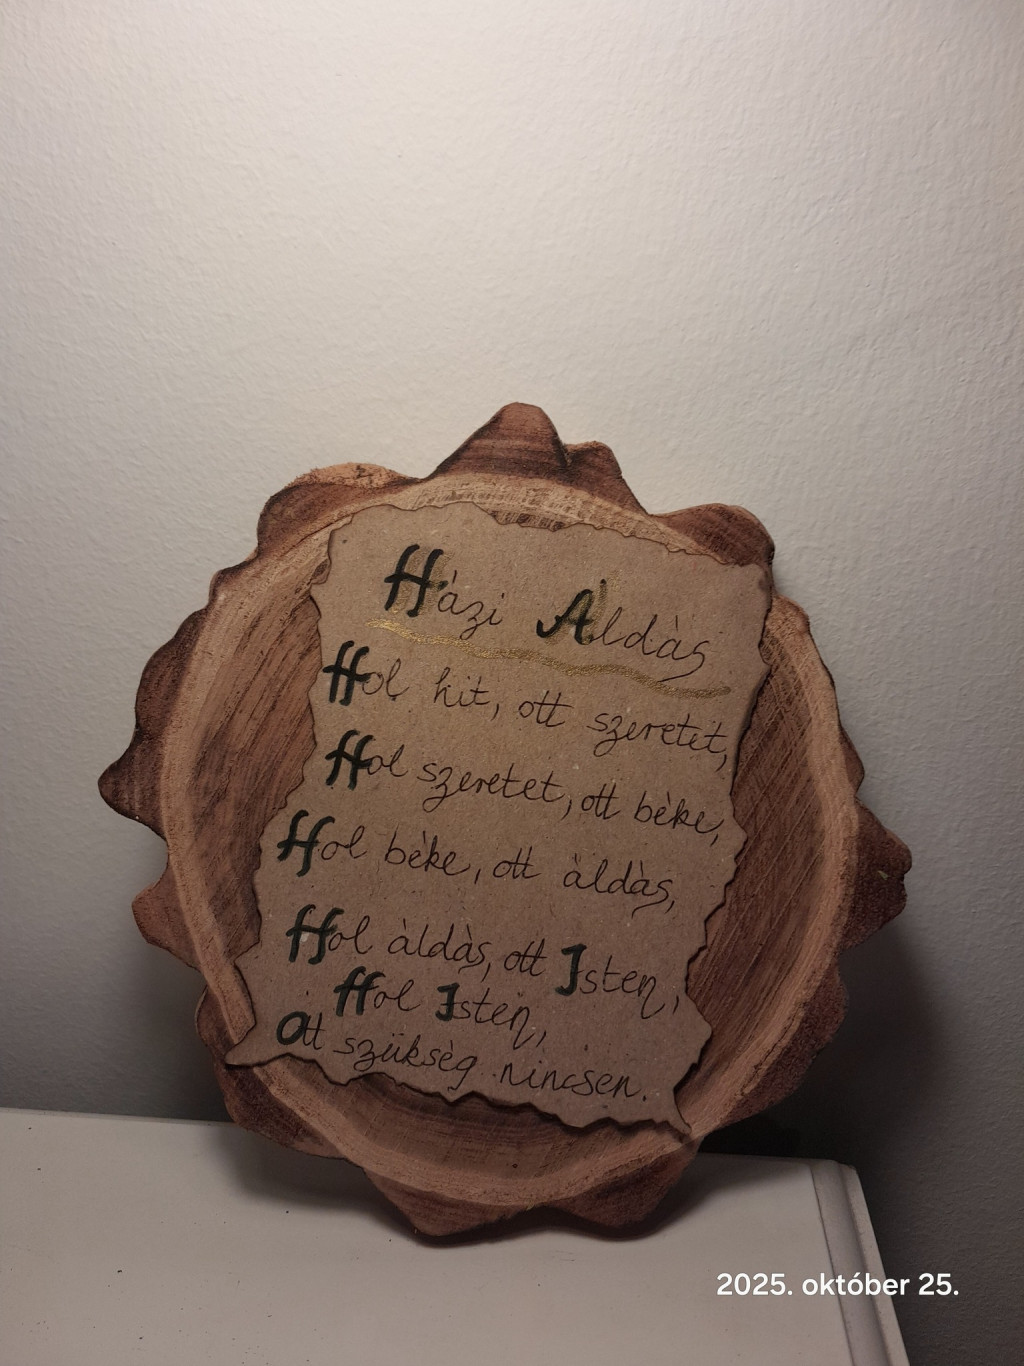 Házi Áldás
Hol hit, ott szeretet,
Hol szeretet, ott béke,
Hol béke, ott áldás,
Hol áldás, ott Isten,
Hol Isten,
Ott szükség nincsen.
2025. október 25.